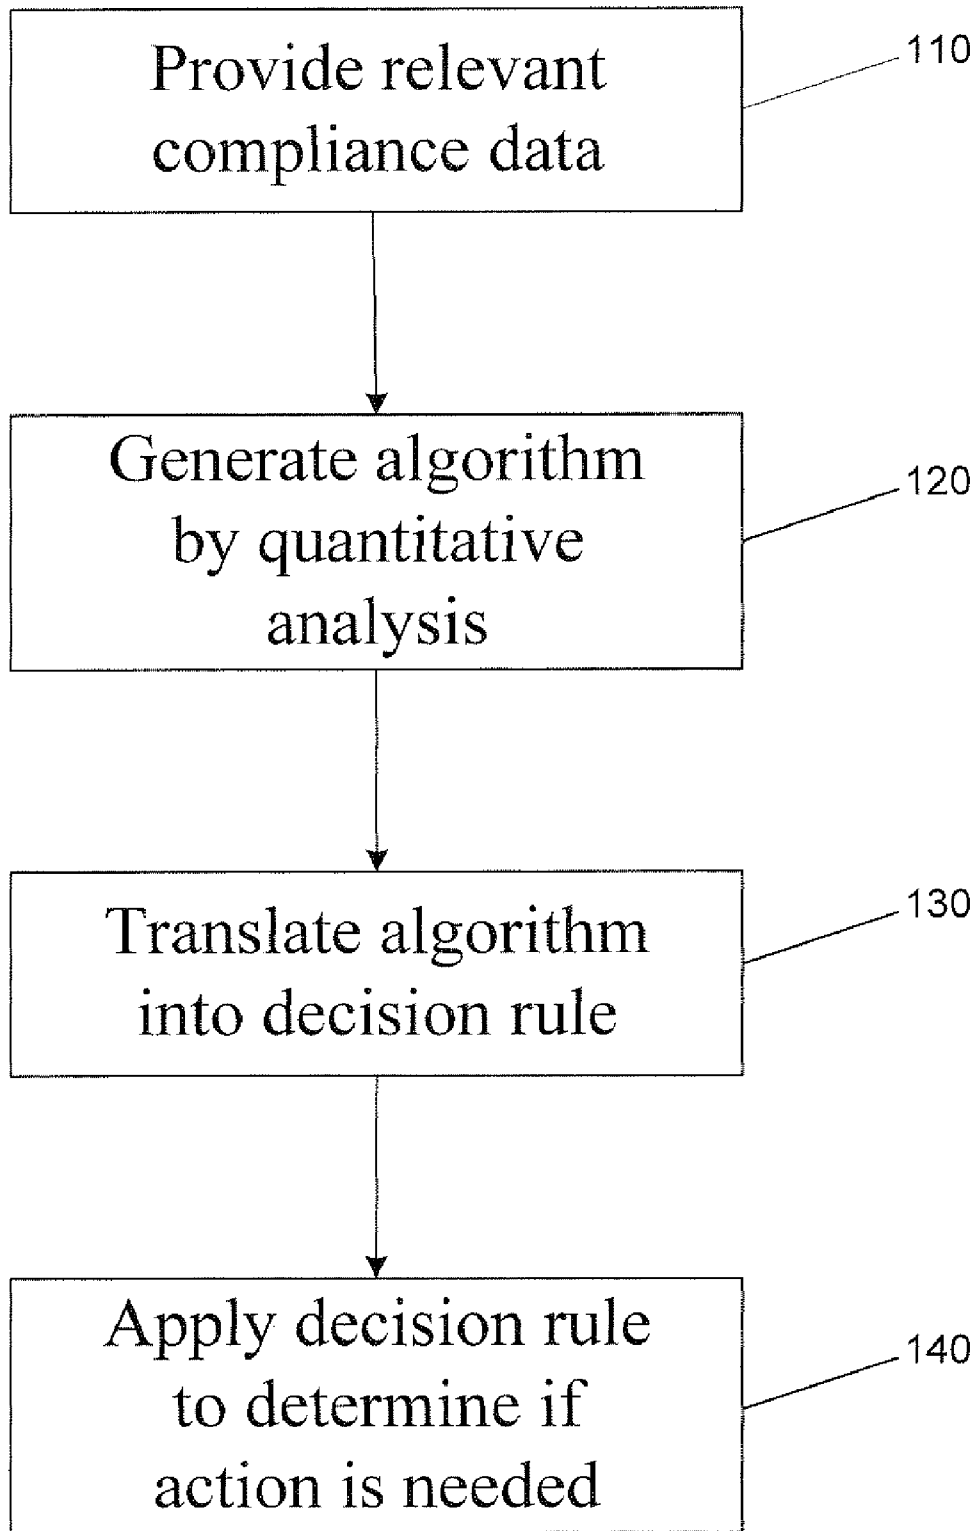 Provide relevant
compliance data
110
Generate algorithm
by quantitative
analysis
120
Translate algorithm
into decision rule
130
Apply decision rule
to determine if
action is needed
140